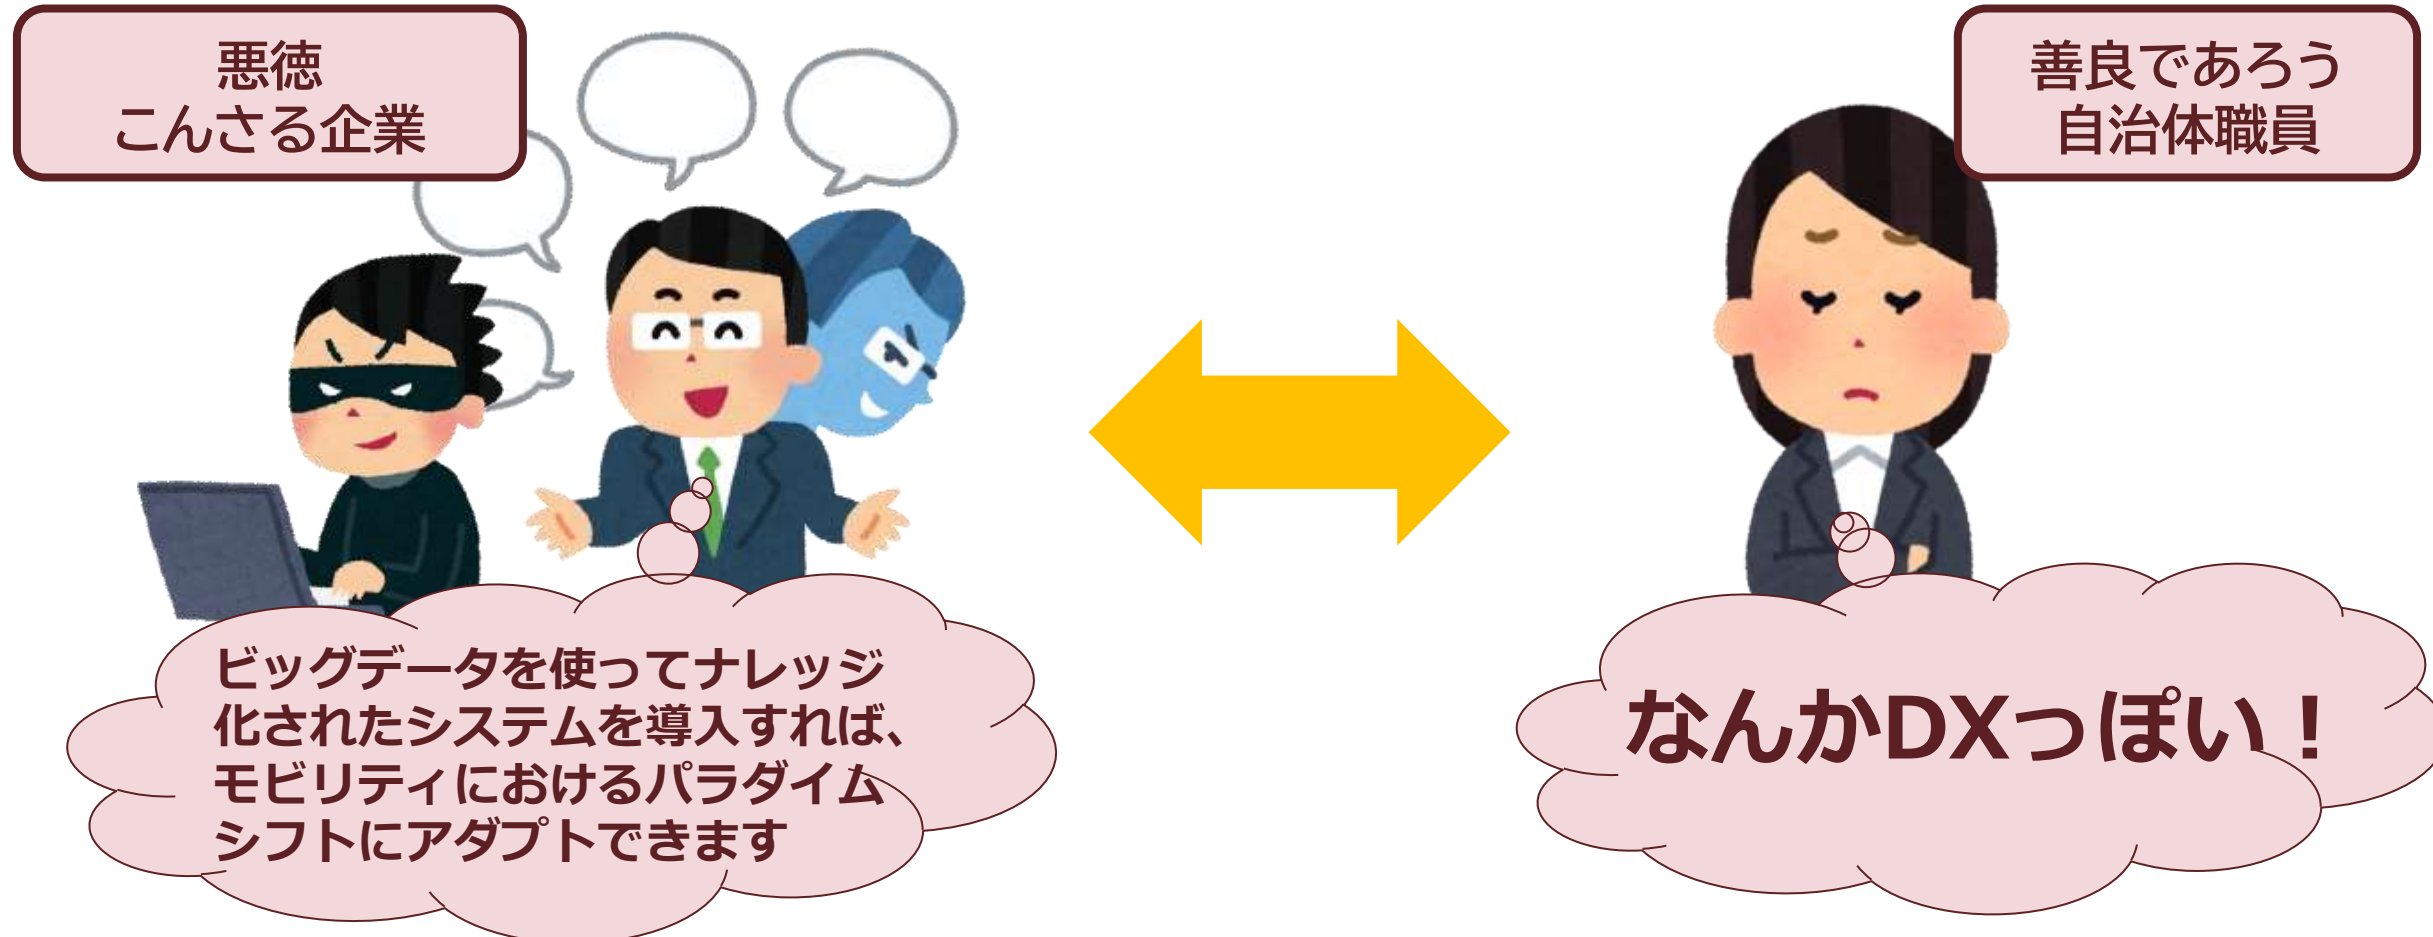 悪徳
こんさる企業
善良であろう
自治体職員
ビッグデータを使ってナレッジ
化されたシステムを導入すれば、
モビリティにおけるパラダイム
シフトにアダプトできます
なんかDXっぽい！